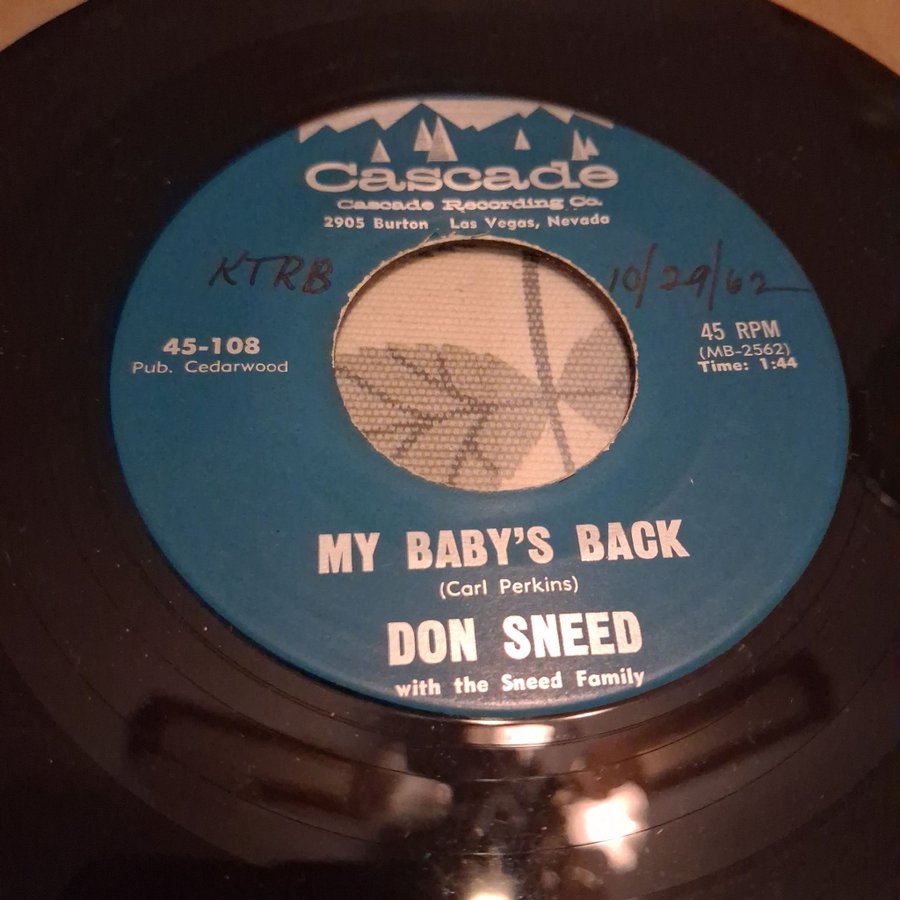 Cascade
Cascade Recording Co.
2905 Burton Las Vegas, Nevada
KTRB
10/29/62
45-108
Pub. Cedarwood
45 RPM
(MB-2562)
Time: 1:44
MY BABY'S BACK
(Carl Perkins)
DON SNEED
with the Sneed Family